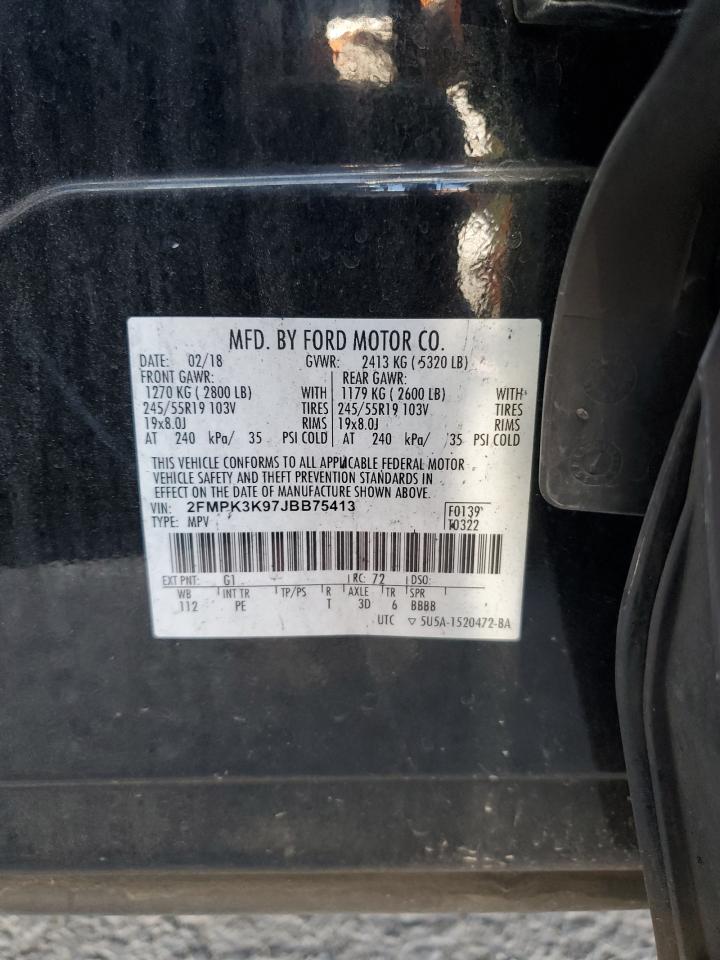 MFD. BY FORD MOTOR CO.
DATE: 02/18 GVWR: 2413 KG (5320 LB)
FRONT GAWR: REAR GAWR:
1270 KG (2800 LB) WITH 1179 KG (2600 LB) WITH
245/55R19 103V TIRES 245/55R19 103V TIRES
19x8.0J RIMS 19x8.0J RIMS
AT 240 kPa/ 35 PSI COLD AT 240 kPa/ 35 PSI COLD
THIS VEHICLE CONFORMS TO ALL APPLICABLE FEDERAL MOTOR
VEHICLE SAFETY AND THEFT PREVENTION STANDARDS IN
EFFECT ON THE DATE OF MANUFACTURE SHOWN ABOVE.
VIN: 2FMPK3K97JBB75413 F0139
TYPE: MPV T0322
EXT PNT: G1 RC: 72 DSO:
WB INT TR TP/PS R AXLE TR SPR
112 PE T 3D 6 BBBB
UTC ▽ 5U5A-1520472-BA